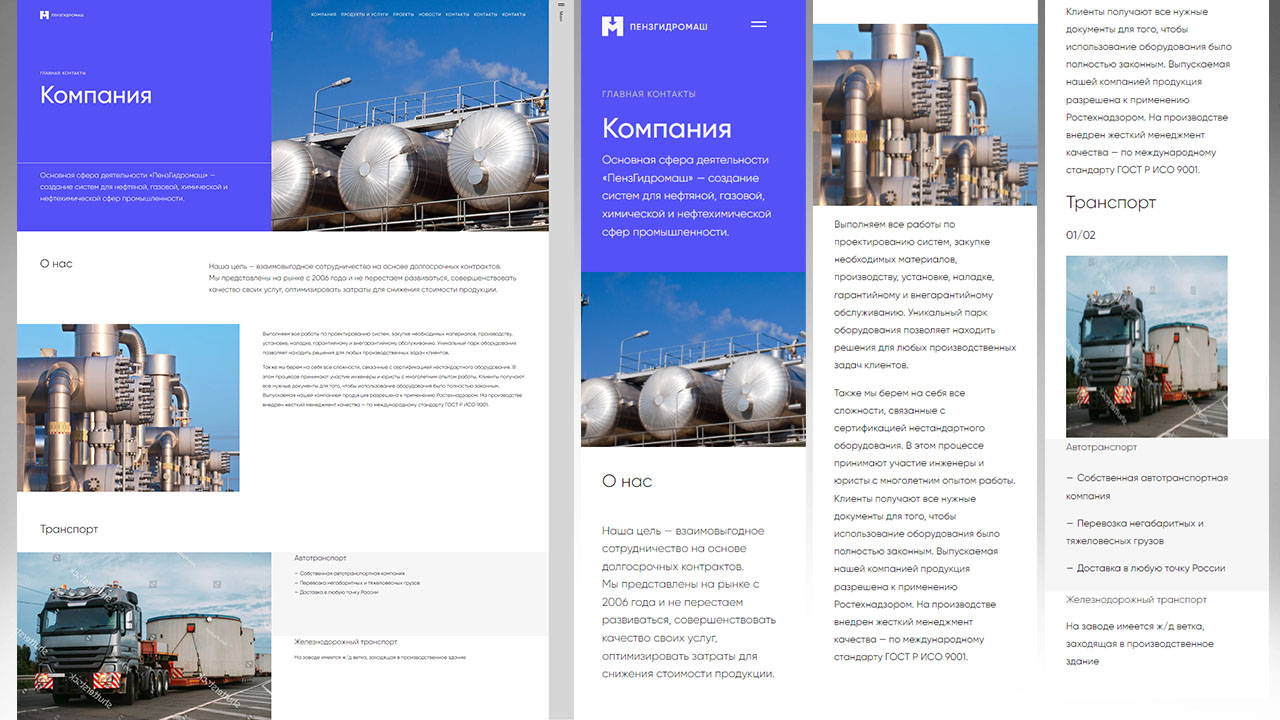 ПЕНЗГИДРОМАШ
КОМПАНИЯ ПРОДУКТЫ И УСЛУГИ ПРОЕКТЫ НОВОСТИ КОНТАКТЫ КОНТАКТЫ КОНТАКТЫ
Меню
ГЛАВНАЯ КОНТАКТЫ
Компания
Основная сфера деятельности «ПензГидромаш» —
создание систем для нефтяной, газовой, химической и
нефтехимической сфер промышленности.
О нас
Наша цель — взаимовыгодное сотрудничество на основе долгосрочных контрактов.
Мы представлены на рынке с 2006 года и не перестаем развиваться, совершенствовать
качество своих услуг, оптимизировать затраты для снижения стоимости продукции.
Выполняем все работы по проектированию систем, закупке необходимых материалов, производству,
установке, наладке, гарантийному и внегарантийному обслуживанию. Уникальный парк оборудования
позволяет находить решения для любых производственных задач клиентов.
Также мы берем на себя все сложности, связанные с сертификацией нестандартного оборудования. В
этом процессе принимают участие инженеры и юристы с многолетним опытом работы. Клиенты получают
все нужные документы для того, чтобы использование оборудования было полностью законным.
Выпускаемая нашей компанией продукция разрешена к применению Ростехнадзором. На производстве
внедрен жесткий менеджмент качества — по международному стандарту ГОСТ Р ИСО 9001.
Транспорт
Автотранспорт
— Собственная автотранспортная компания
— Перевозка негабаритных и тяжеловесных грузов
— Доставка в любую точку России
Железнодорожный транспорт
На заводе имеется ж/д ветка, заходящая в производственное здание
shutterstock
shutterstock
ПЕНЗГИДРОМАШ
ГЛАВНАЯ КОНТАКТЫ
Компания
Основная сфера деятельности
«ПензГидромаш» — создание
систем для нефтяной, газовой,
химической и нефтехимической
сфер промышленности.
О нас
Наша цель — взаимовыгодное
сотрудничество на основе
долгосрочных контрактов.
Мы представлены на рынке с
2006 года и не перестаем
развиваться, совершенствовать
качество своих услуг,
оптимизировать затраты для
снижения стоимости продукции.
Выполняем все работы по
проектированию систем, закупке
необходимых материалов,
производству, установке, наладке,
гарантийному и внегарантийному
обслуживанию. Уникальный парк
оборудования позволяет находить
решения для любых производственных
задач клиентов.
Также мы берем на себя все
сложности, связанные с
сертификацией нестандартного
оборудования. В этом процессе
принимают участие инженеры и
юристы с многолетним опытом работы.
Клиенты получают все нужные
документы для того, чтобы
использование оборудования было
полностью законным. Выпускаемая
нашей компанией продукция
разрешена к применению
Ростехнадзором. На производстве
внедрен жесткий менеджмент
качества — по международному
стандарту ГОСТ Р ИСО 9001.
Клиенты получают все нужные
документы для того, чтобы
использование оборудования было
полностью законным. Выпускаемая
нашей компанией продукция
разрешена к применению
Ростехнадзором. На производстве
внедрен жесткий менеджмент
качества — по международному
стандарту ГОСТ Р ИСО 9001.
Транспорт
01/02
Автотранспорт
— Собственная автотранспортная
компания
— Перевозка негабаритных и
тяжеловесных грузов
— Доставка в любую точку России
Железнодорожный транспорт
На заводе имеется ж/д ветка,
заходящая в производственное
здание